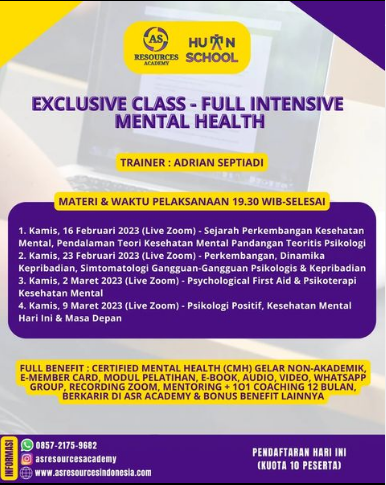 AS
RESOURCES
ACADEMY
HUMAN
SCHOOL
EXCLUSIVE CLASS - FULL INTENSIVE
MENTAL HEALTH
TRAINER : ADRIAN SEPTIADI
MATERI & WAKTU PELAKSANAAN 19.30 WIB-SELESAI
1. Kamis, 16 Februari 2023 (Live Zoom) - Sejarah Perkembangan Kesehatan
Mental, Pendalaman Teori Kesehatan Mental Pandangan Teoritis Psikologi
2. Kamis, 23 Februari 2023 (Live Zoom) - Perkembangan, Dinamika
Kepribadian, Simtomatologi Gangguan-Gangguan Psikologis & Kepribadian
3. Kamis, 2 Maret 2023 (Live Zoom) - Psychological First Aid & Psikoterapi
Kesehatan Mental
4. Kamis, 9 Maret 2023 (Live Zoom) - Psikologi Positif, Kesehatan Mental
Hari Ini & Masa Depan
FULL BENEFIT : CERTIFIED MENTAL HEALTH (CMH) GELAR NON-AKADEMIK,
E-MEMBER CARD, MODUL PELATIHAN, E-BOOK, AUDIO, VIDEO, WHATSAPP
GROUP, RECORDING ZOOM, MENTORING + 1O1 COACHING 12 BULAN,
BERKARIR DI ASR ACADEMY & BONUS BENEFIT LAINNYA
INFORMASI
0857-2175-9682
asresourcesacademy
www.asresourcesindonesia.com
PENDAFTARAN HARI INI
(KUOTA 10 PESERTA)